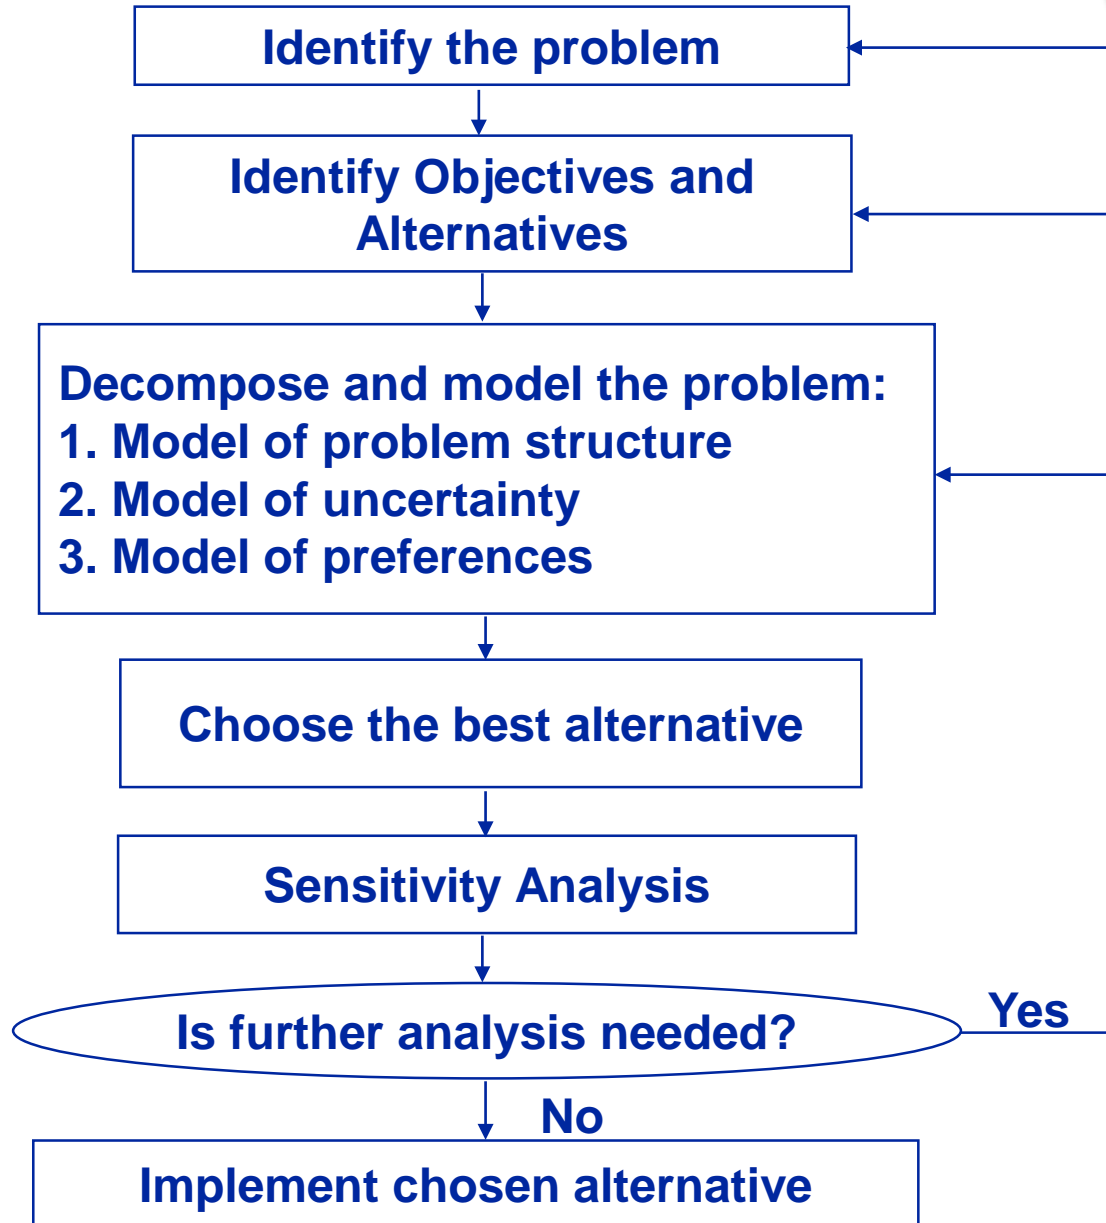 Identify the problem
Identify Objectives and
Alternatives
Decompose and model the problem:
1. Model of problem structure
2. Model of uncertainty
3. Model of preferences
Choose the best alternative
Sensitivity Analysis
Is further analysis needed?
Yes
No
Implement chosen alternative